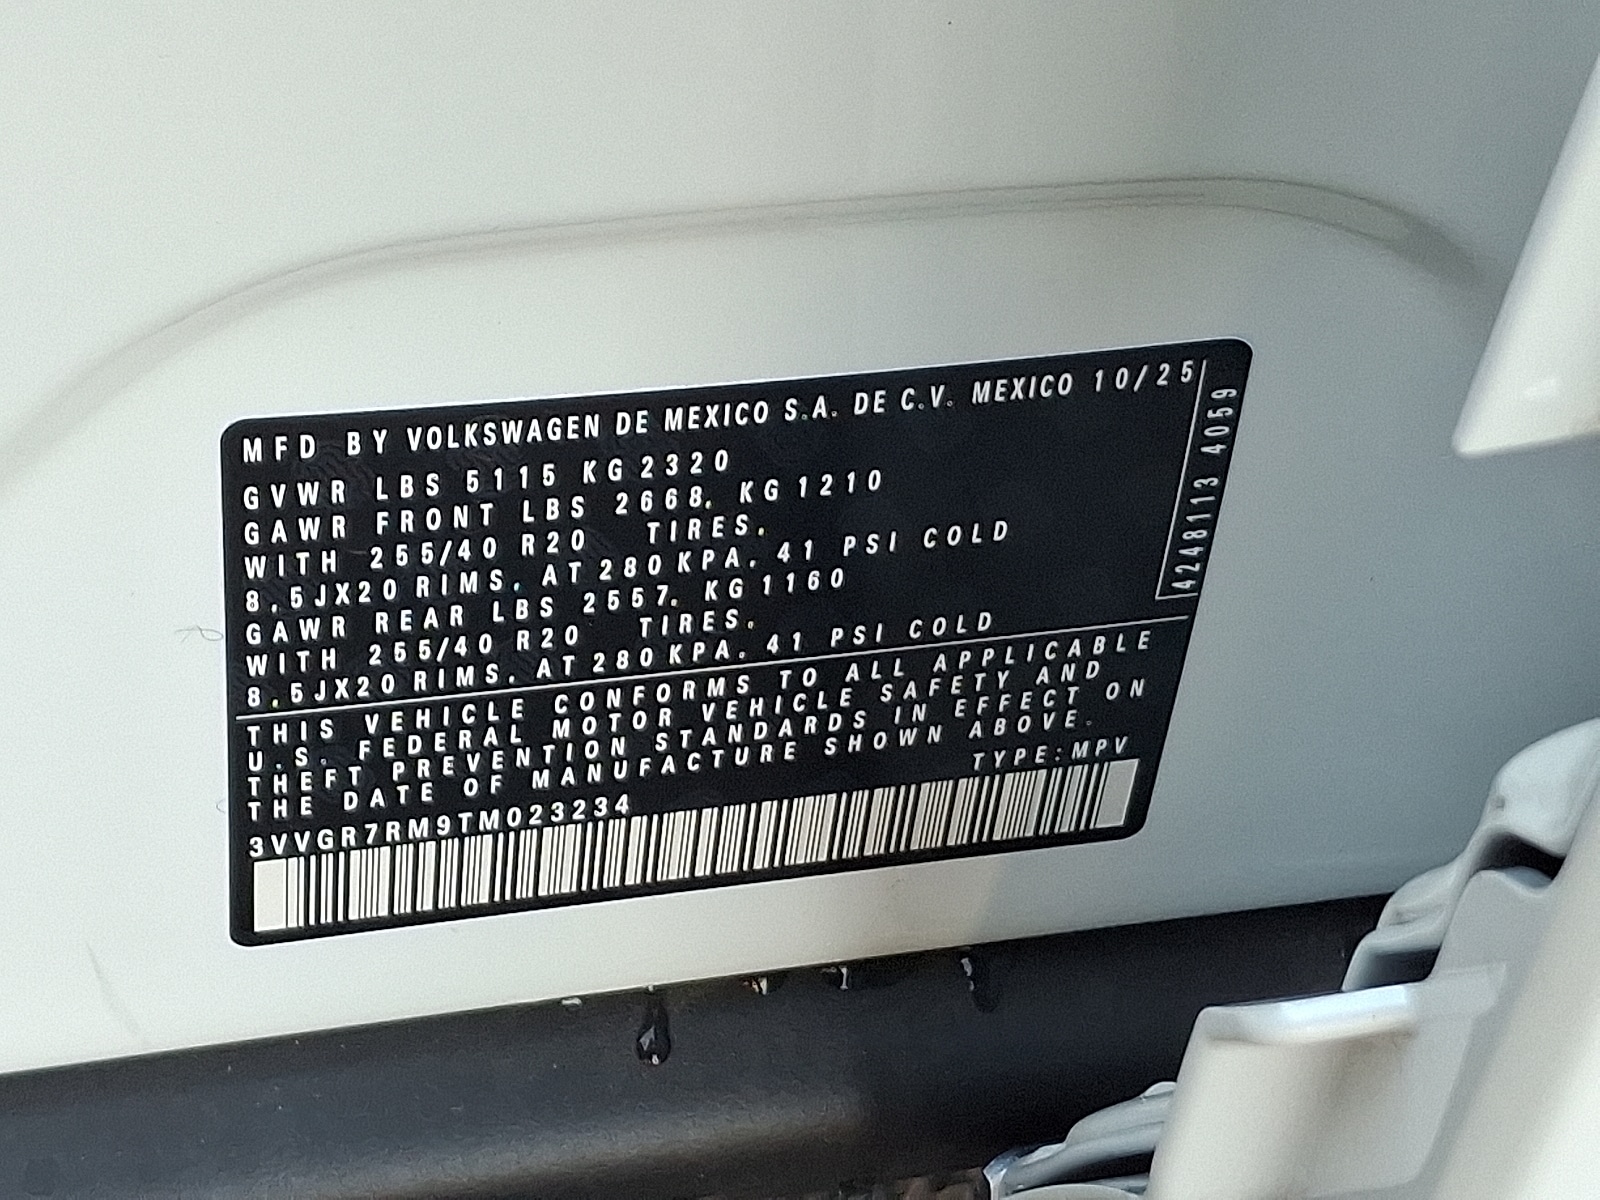 MFD BY VOLKSWAGEN DE MEXICO S.A. DE C.V. MEXICO 10/25
GVWR LBS 5115 KG 2320
GAWR FRONT LBS 2668. KG 1210
WITH 255/40 R20 TIRES.
8.5JX20 RIMS. AT 280 KPA. 41 PSI COLD
GAWR REAR LBS 2557. KG 1160
WITH 255/40 R20 TIRES.
8.5JX20 RIMS. AT 280 KPA. 41 PSI COLD
4248113 4059
THIS VEHICLE CONFORMS TO ALL APPLICABLE
U.S. FEDERAL MOTOR VEHICLE SAFETY AND
THEFT PREVENTION STANDARDS IN EFFECT ON
THE DATE OF MANUFACTURE SHOWN ABOVE.
TYPE:MPV
3VVGR7RM9TM023234